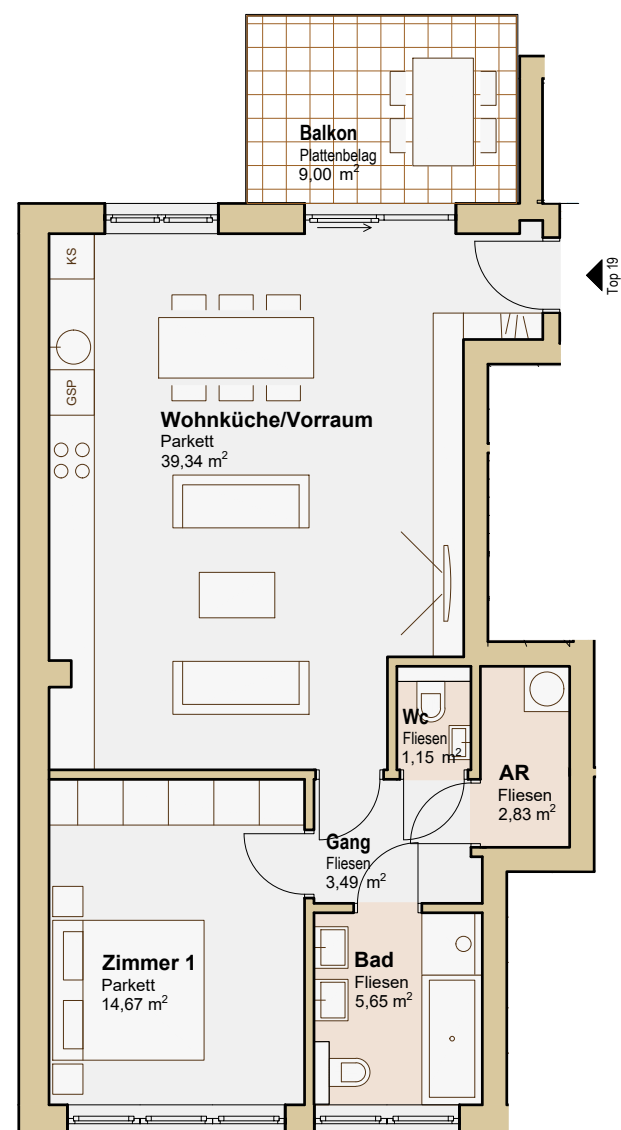 Balkon
Plattenbelag
9,00 m²
KS
Top 19
GSP
Wohnküche/Vorraum
Parkett
39,34 m²
Wc
Fliesen
1,15 m²
AR
Fliesen
2,83 m²
Gang
Fliesen
3,49 m²
Zimmer 1
Parkett
14,67 m²
Bad
Fliesen
5,65 m²